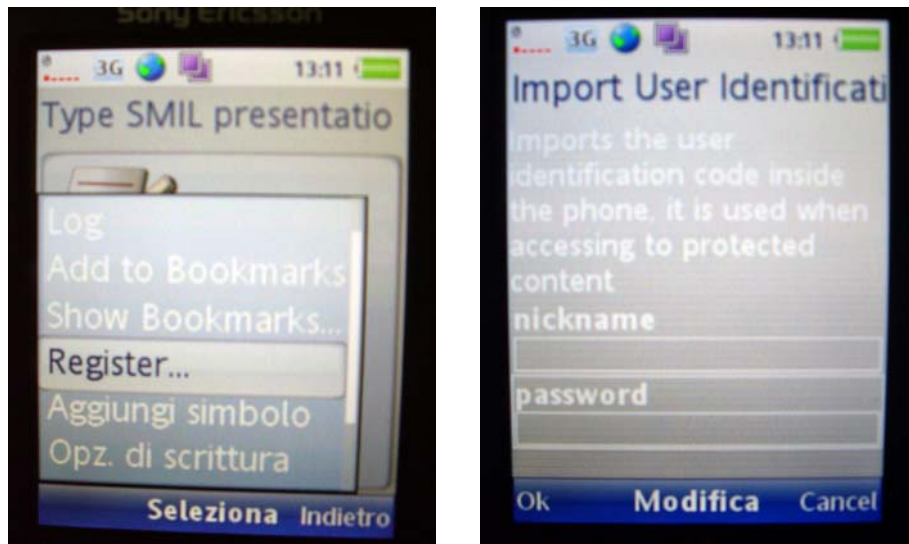 Sony Ericsson
3G 13:11
Type SMIL presentatio
Log
Add to Bookmarks
Show Bookmarks...
Register...
Aggiungi simbolo
Opz. di scrittura
Seleziona Indietro
3G 13:11
Import User Identificati
Imports the user
identification code inside
the phone, it is used when
accessing to protected
content
nickname
password
Ok Modifica Cancel